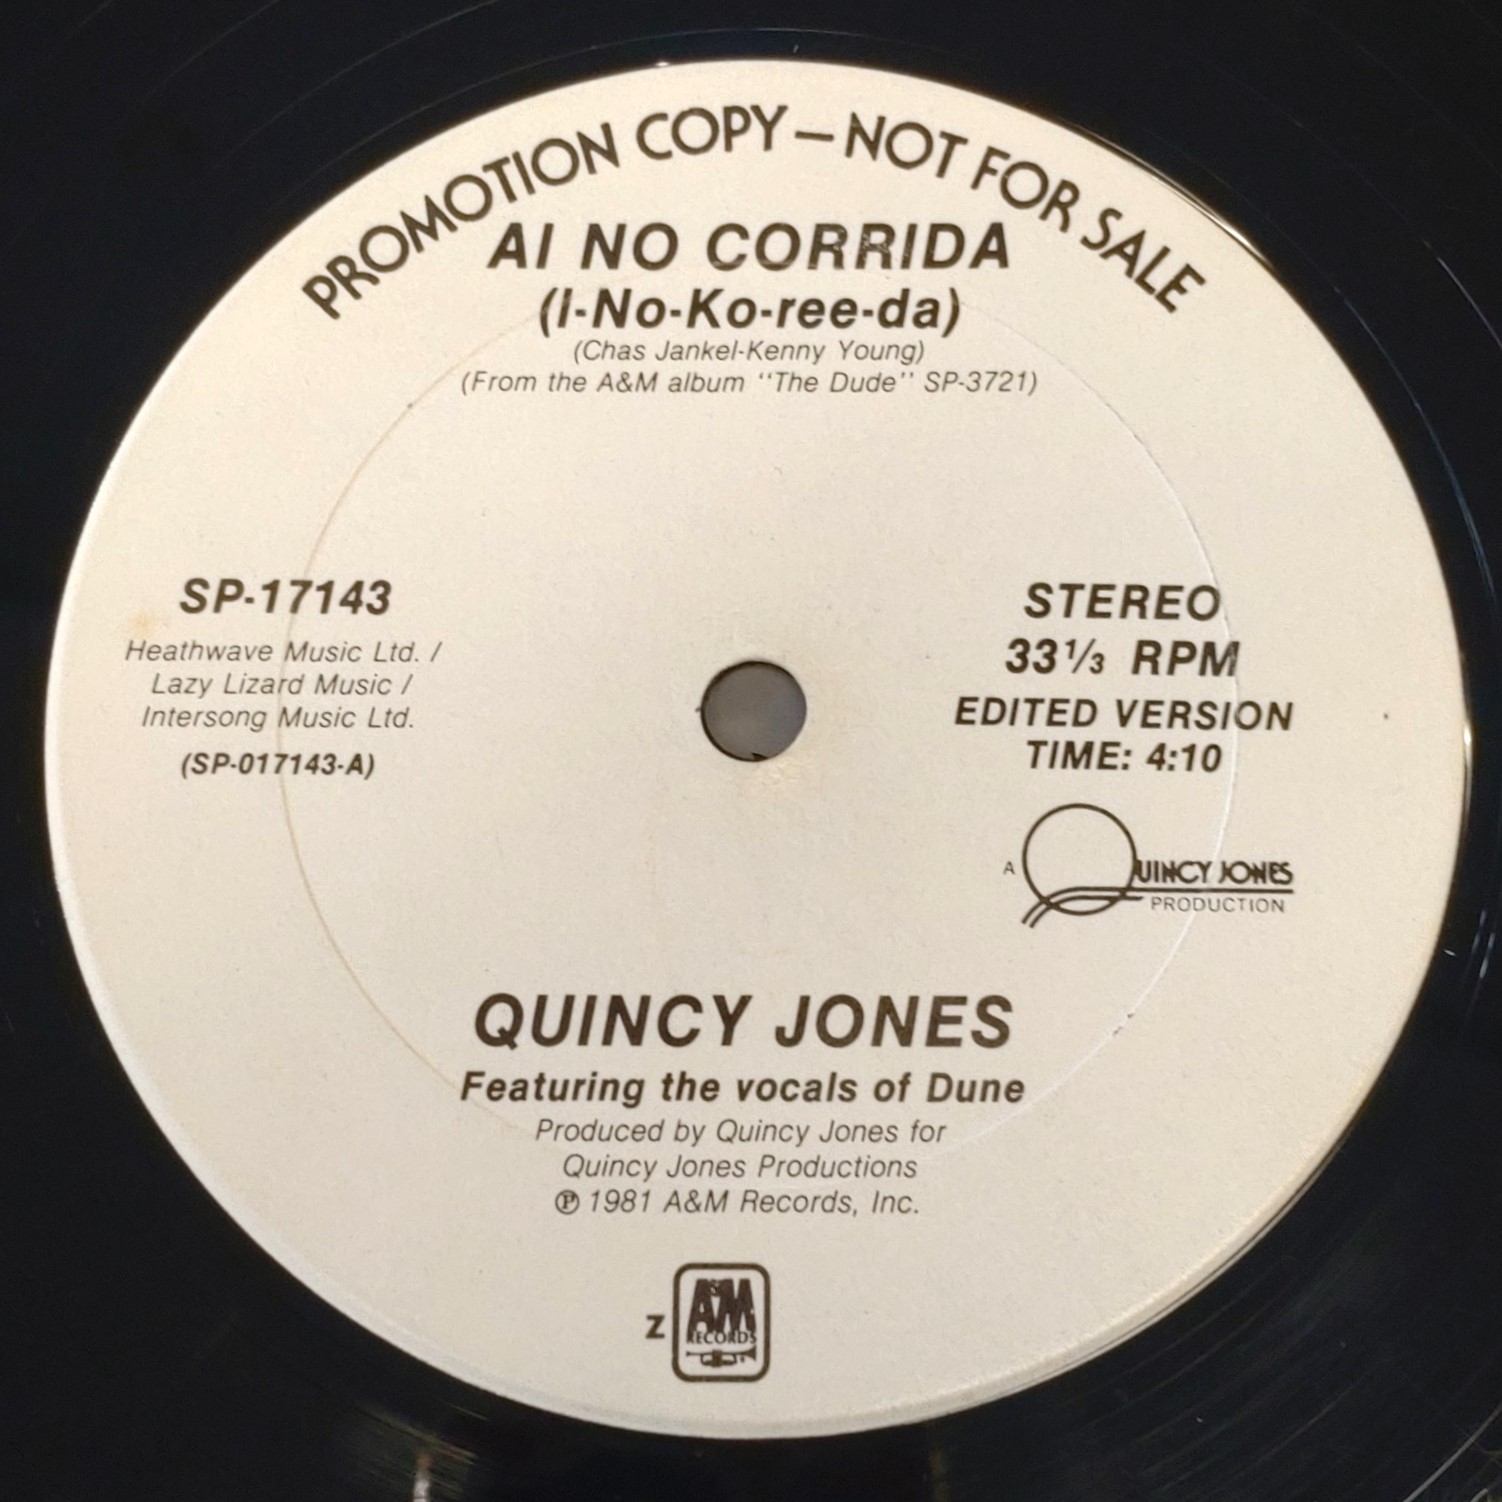 PROMOTION COPY—NOT FOR SALE
AI NO CORRIDA
(I-No-Ko-ree-da)
(Chas Jankel-Kenny Young)
(From the A&M album "The Dude" SP-3721)
SP-17143
Heathwave Music Ltd. /
Lazy Lizard Music /
Intersong Music Ltd.
(SP-017143-A)
STEREO
33⅓ RPM
EDITED VERSION
TIME: 4:10
A QUINCY JONES
PRODUCTION
QUINCY JONES
Featuring the vocals of Dune
Produced by Quincy Jones for
Quincy Jones Productions
℗ 1981 A&M Records, Inc.
Z
A&M
RECORDS